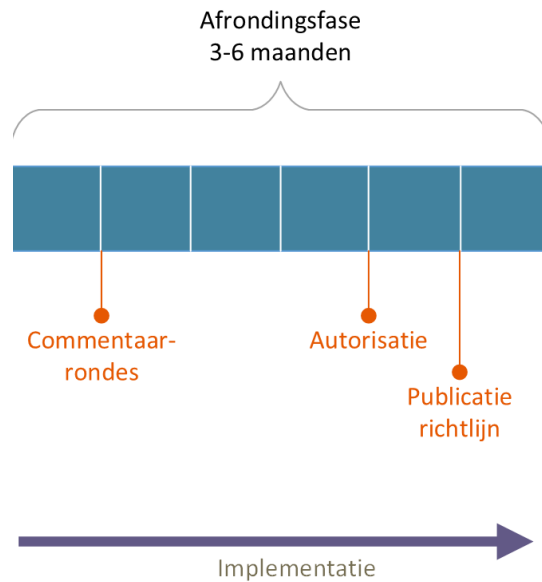 Afrondingsfase
3-6 maanden
Commentaar-
rondes
Autorisatie
Publicatie
richtlijn
Implementatie